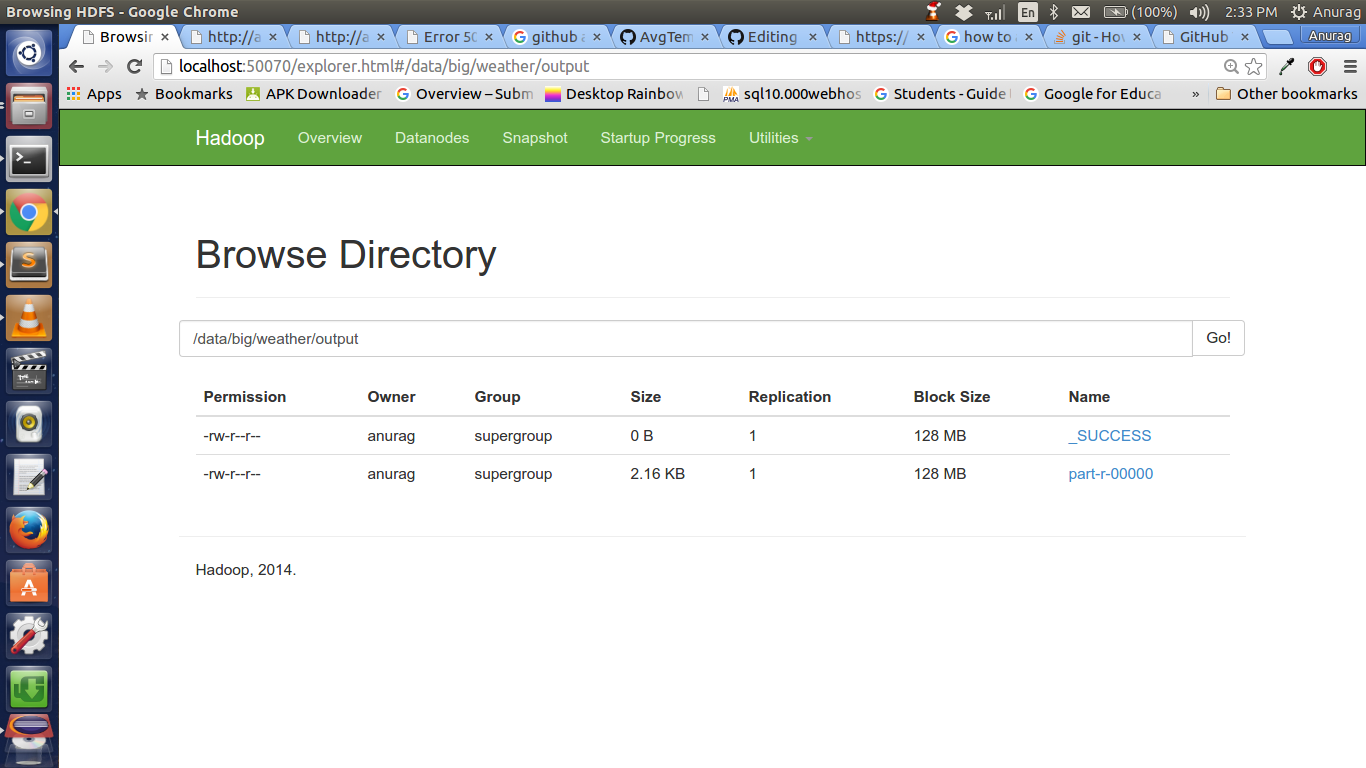 Browsing HDFS - Google Chrome En (100%) 2:33 PM Anurag
Browsin http://a http://a Error 50 github a AvgTem Editing https:// how to git - How GitHub Anurag
localhost:50070/explorer.html#/data/big/weather/output
Apps Bookmarks APK Downloader Overview – Subm Desktop Rainbow PMA sql10.000webhos Students - Guide Google for Educa » Other bookmarks
Hadoop Overview Datanodes Snapshot Startup Progress Utilities
Browse Directory
/data/big/weather/output Go!
Permission Owner Group Size Replication Block Size Name
-rw-r--r-- anurag supergroup 0 B 1 128 MB _SUCCESS
-rw-r--r-- anurag supergroup 2.16 KB 1 128 MB part-r-00000
Hadoop, 2014.